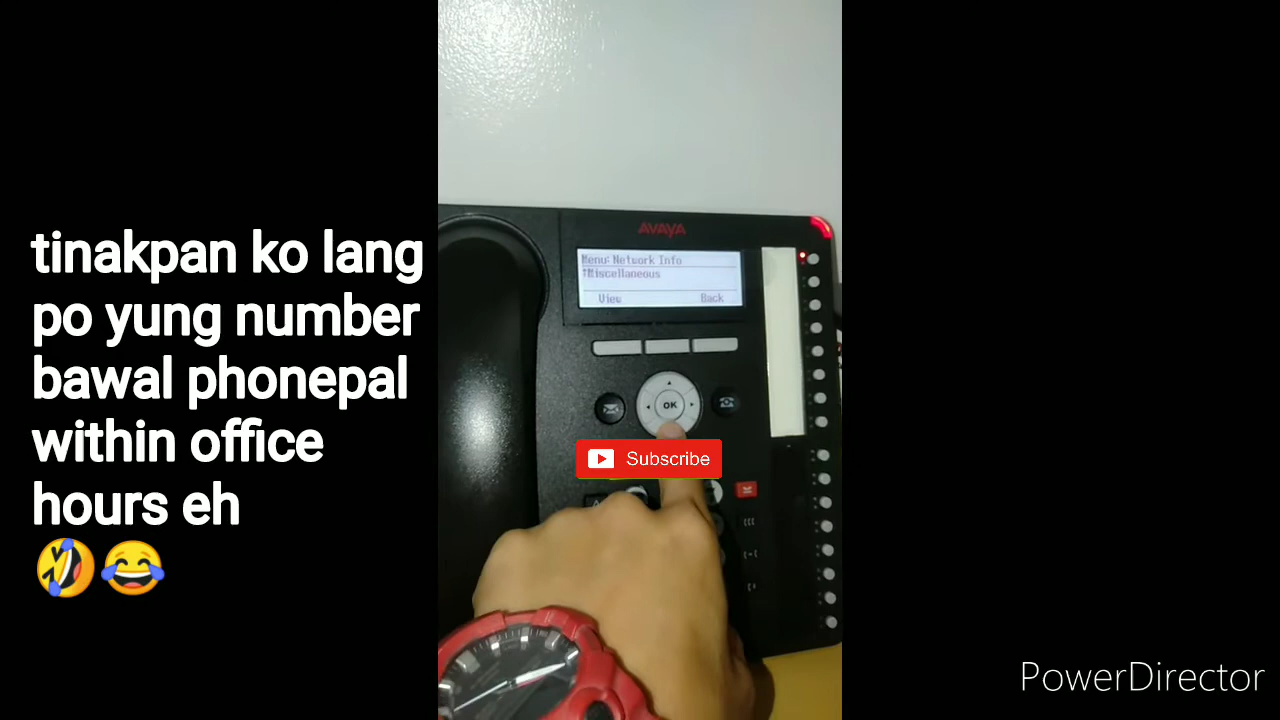 tinakpan ko lang
po yung number
bawal phonepal
within office
hours eh
🤣😂
AVAYA
Menu: Network Info
↑Miscellaneous
View Back
OK
Subscribe
PowerDirector